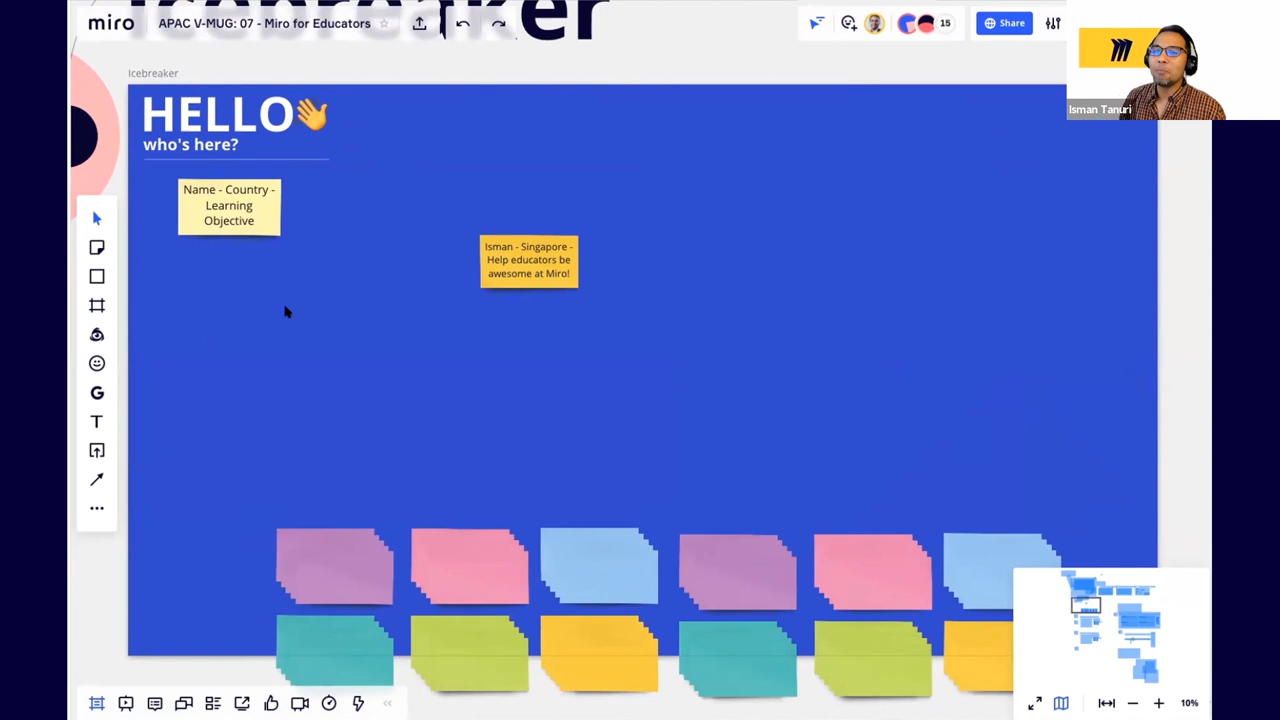 Icebreaker
miro
APAC V-MUG: 07 - Miro for Educators
15
Share
Isman Tanuri
Icebreaker
HELLO👋
who's here?
Name - Country -
Learning
Objective
Isman - Singapore -
Help educators be
awesome at Miro!
10%